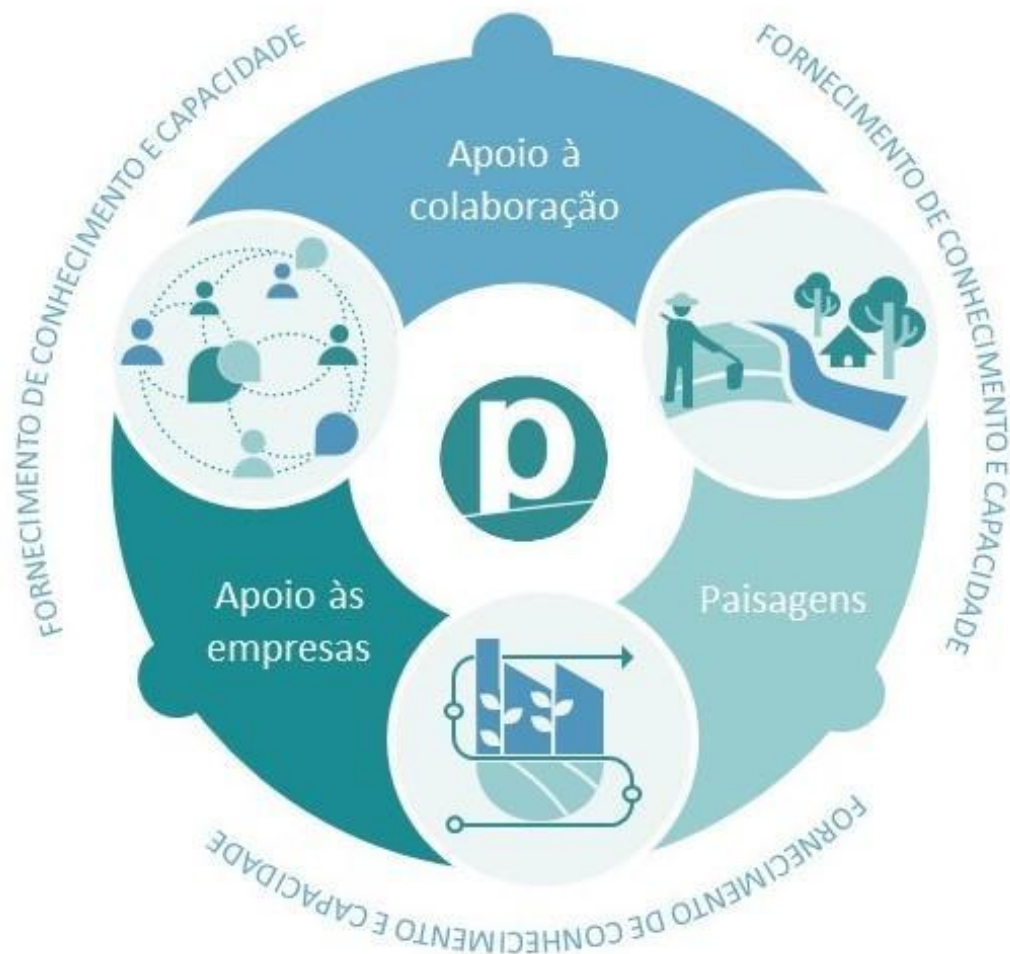 FORNECIMENTO DE CONHECIMENTO E CAPACIDADE
FORNECIMENTO DE CONHECIMENTO E CAPACIDADE
Apoio à
colaboração
p
Apoio às
empresas
Paisagens
FORNECIMENTO DE CONHECIMENTO E CAPACIDADE